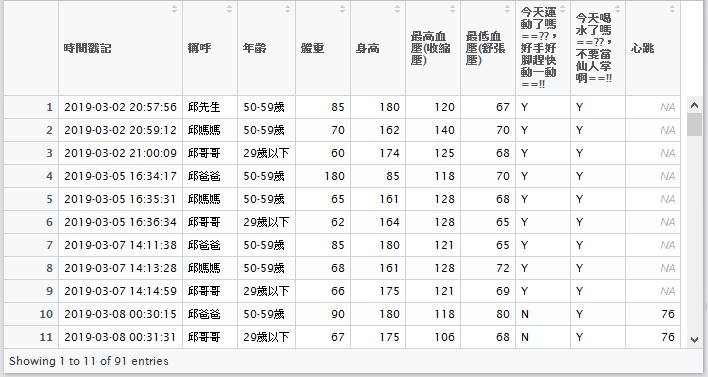 時間戳記 稱呼 年齡 體重 身高 最高血壓(收縮壓) 最低血壓(舒張壓) 今天運動了嗎==??，好手好腳趕快動一動==!! 今天喝水了嗎==??，不要當仙人掌啊==!! 心跳
1 2019-03-02 20:57:56 邱先生 50-59歲 85 180 120 67 Y Y NA
2 2019-03-02 20:59:12 邱媽媽 50-59歲 70 162 140 70 Y Y NA
3 2019-03-02 21:00:09 邱哥哥 29歲以下 60 174 125 68 Y Y NA
4 2019-03-05 16:34:17 邱爸爸 50-59歲 180 85 118 70 Y Y NA
5 2019-03-05 16:35:31 邱媽媽 50-59歲 65 161 128 68 Y Y NA
6 2019-03-05 16:36:34 邱哥哥 29歲以下 62 164 128 65 Y Y NA
7 2019-03-07 14:11:38 邱爸爸 50-59歲 85 180 121 65 Y Y NA
8 2019-03-07 14:13:28 邱媽媽 50-59歲 68 161 128 72 Y Y NA
9 2019-03-07 14:14:59 邱哥哥 29歲以下 66 175 121 69 Y Y NA
10 2019-03-08 00:30:15 邱爸爸 50-59歲 90 180 118 80 N Y 76
11 2019-03-08 00:31:31 邱哥哥 29歲以下 67 175 106 68 N Y 76
Showing 1 to 11 of 91 entries